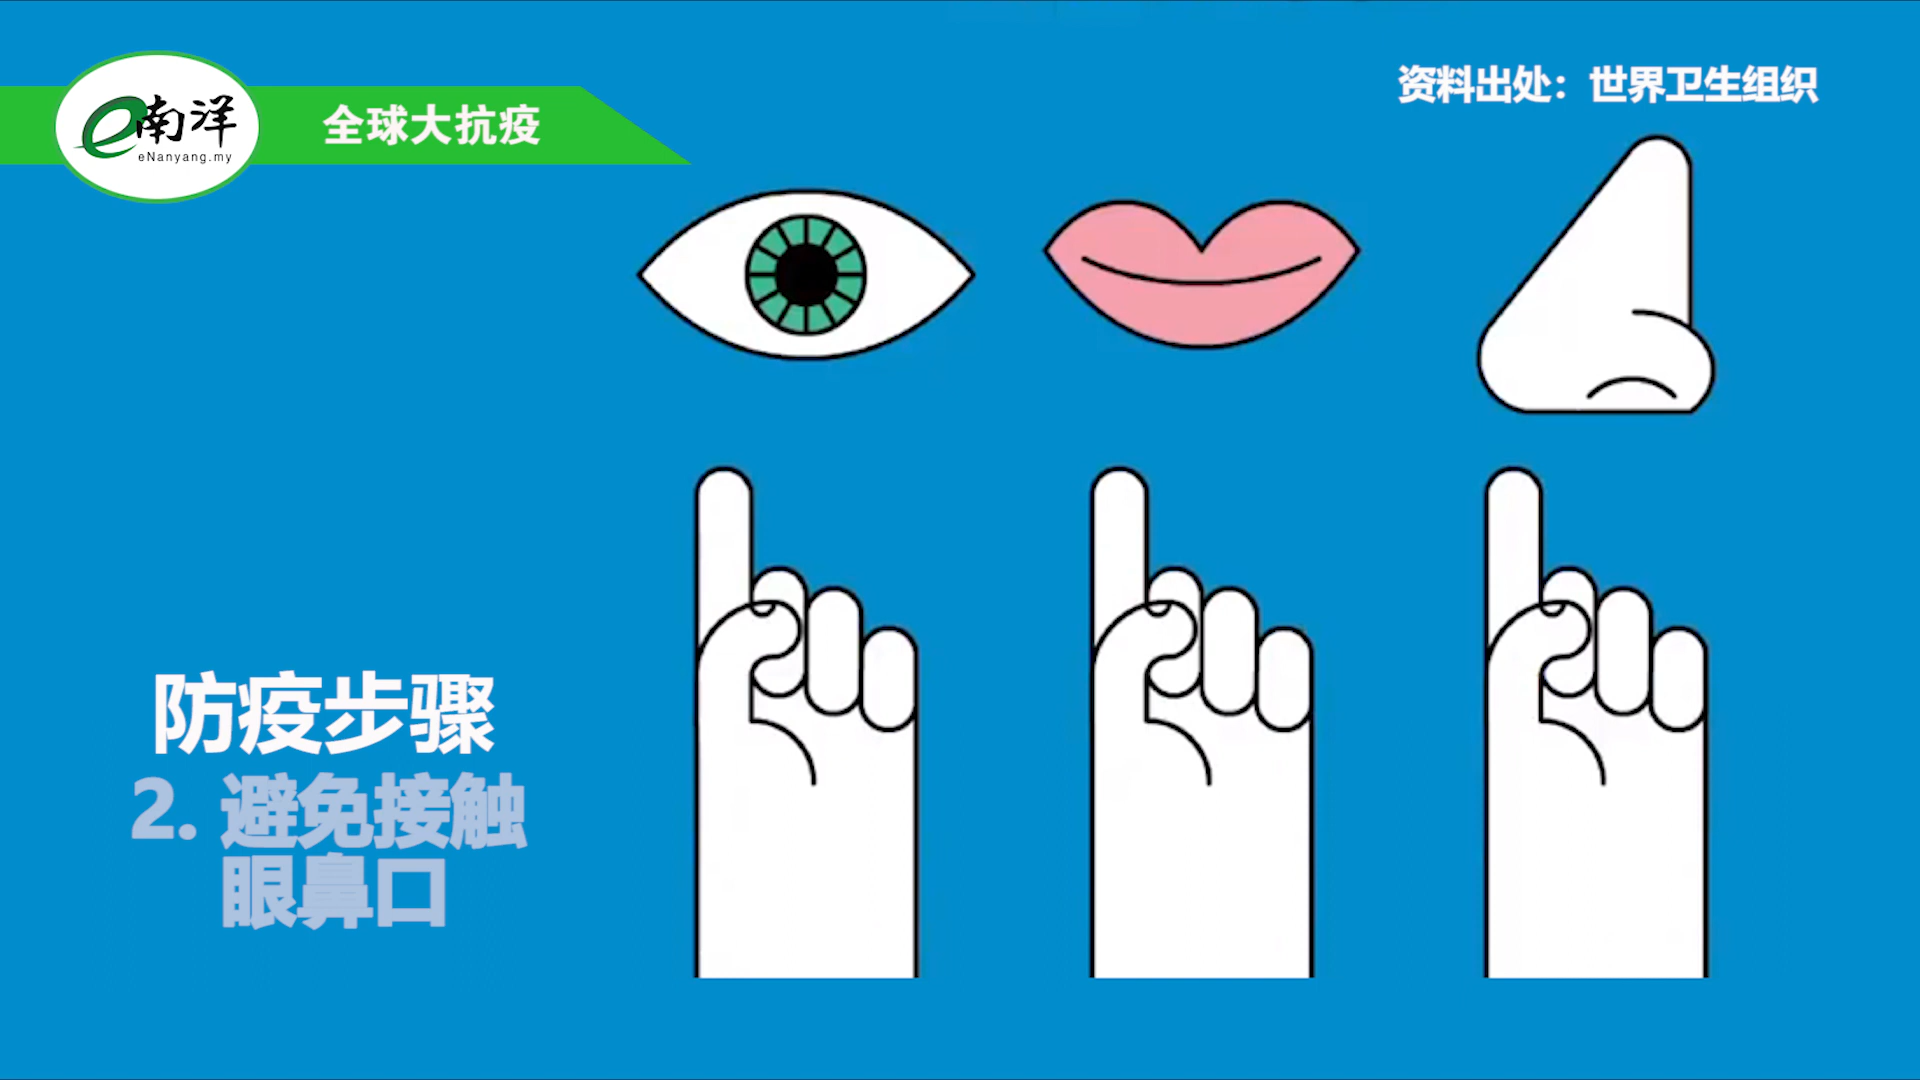 e南洋
eNanyang.my
全球大抗疫
资料出处：世界卫生组织
防疫步骤
2. 避免接触
眼鼻口